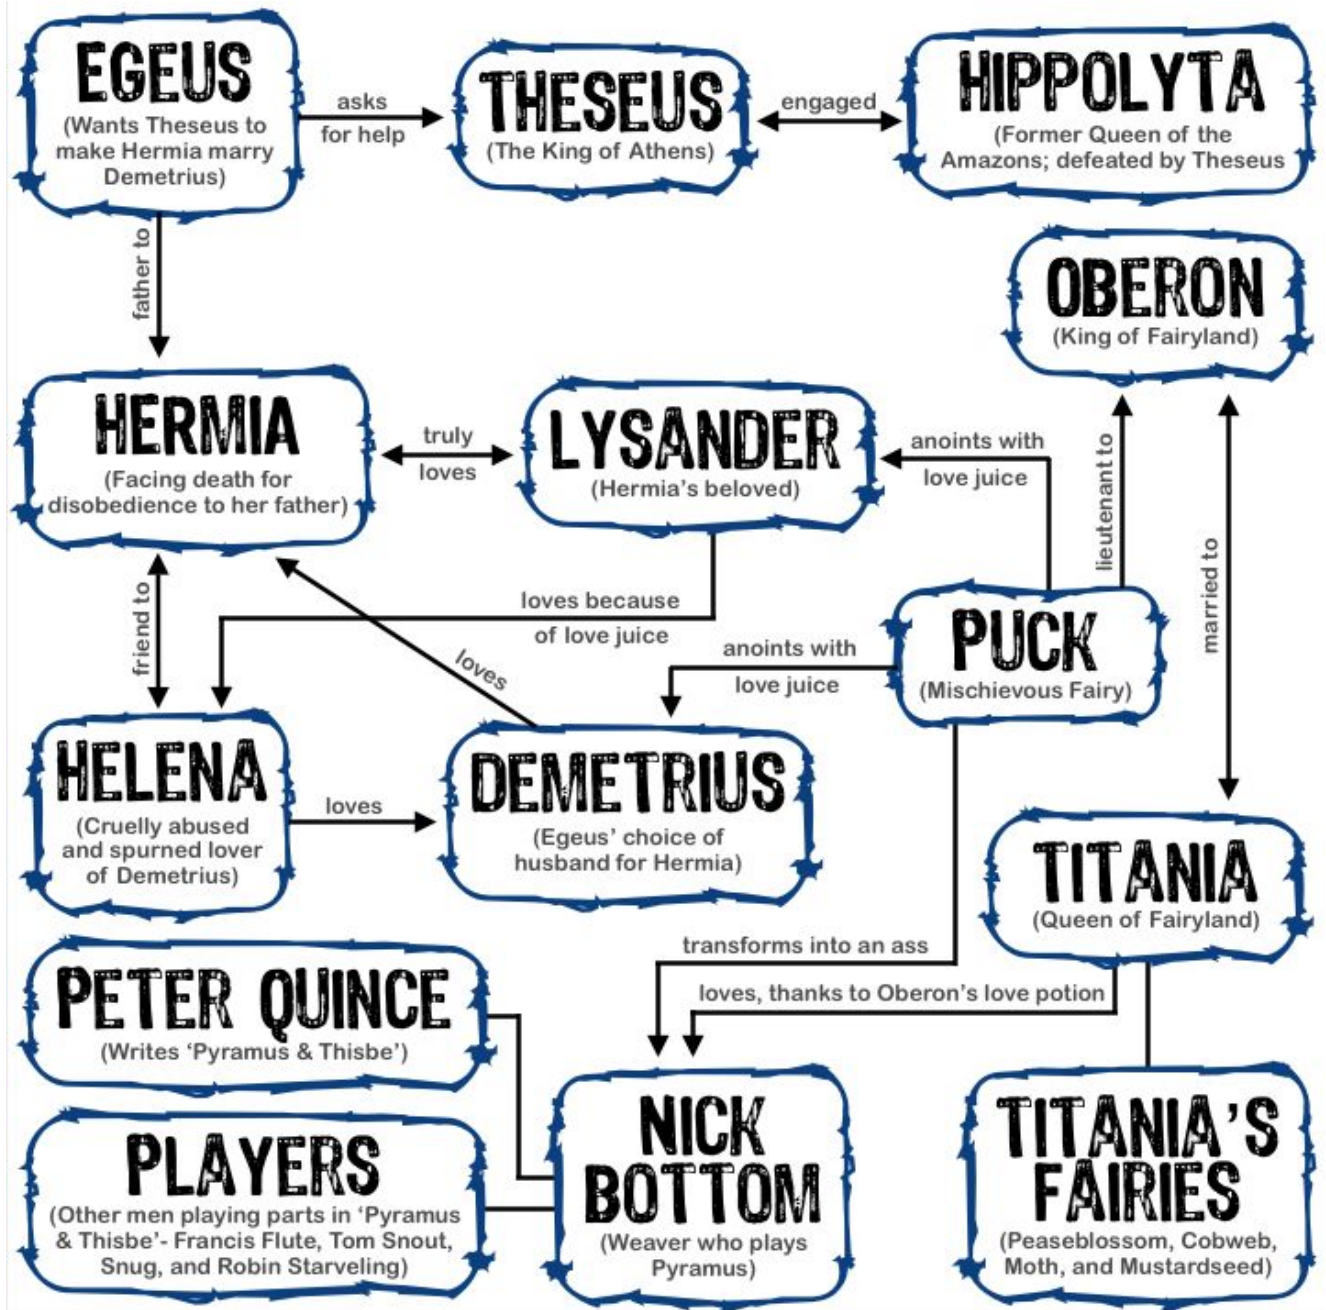 EGEUS
(Wants Theseus to
make Hermia marry
Demetrius)
asks
for help
THESEUS
(The King of Athens)
engaged
HIPPOLYTA
(Former Queen of the
Amazons; defeated by Theseus
father to
OBERON
(King of Fairyland)
HERMIA
(Facing death for
disobedience to her father)
truly
loves
LYSANDER
(Hermia's beloved)
anoints with
love juice
lieutenant to
married to
friend to
loves because
of love juice
loves
anoints with
love juice
PUCK
(Mischievous Fairy)
HELENA
(Cruelly abused
and spurned lover
of Demetrius)
loves
DEMETRIUS
(Egeus' choice of
husband for Hermia)
TITANIA
(Queen of Fairyland)
transforms into an ass
loves, thanks to Oberon's love potion
PETER QUINCE
(Writes ‘Pyramus & Thisbe’)
PLAYERS
(Other men playing parts in ‘Pyramus
& Thisbe’- Francis Flute, Tom Snout,
Snug, and Robin Starveling)
NICK
BOTTOM
(Weaver who plays
Pyramus)
TITANIA'S
FAIRIES
(Peaseblossom, Cobweb,
Moth, and Mustardseed)